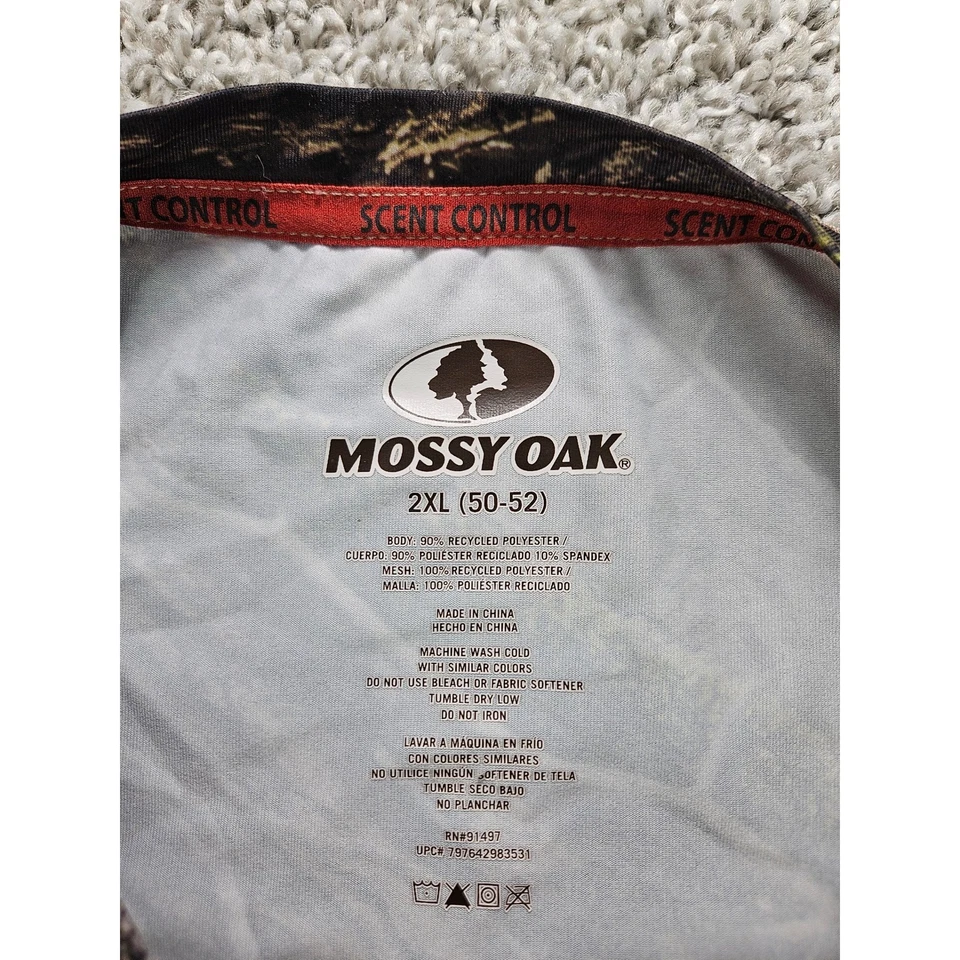 T CONTROL SCENT CONTROL SCENT CON
MOSSY OAK®
2XL (50-52)
BODY: 90% RECYCLED POLYESTER /
CUERPO: 90% POLIÉSTER RECICLADO 10% SPANDEX
MESH: 100% RECYCLED POLYESTER /
MALLA: 100% POLIÉSTER RECICLADO
MADE IN CHINA
HECHO EN CHINA
MACHINE WASH COLD
WITH SIMILAR COLORS
DO NOT USE BLEACH OR FABRIC SOFTENER
TUMBLE DRY LOW
DO NOT IRON
LAVAR A MÁQUINA EN FRÍO
CON COLORES SIMILARES
NO UTILICE NINGÚN SOFTENER DE TELA
TUMBLE SECO BAJO
NO PLANCHAR
RN#91497
UPC# 797642983531